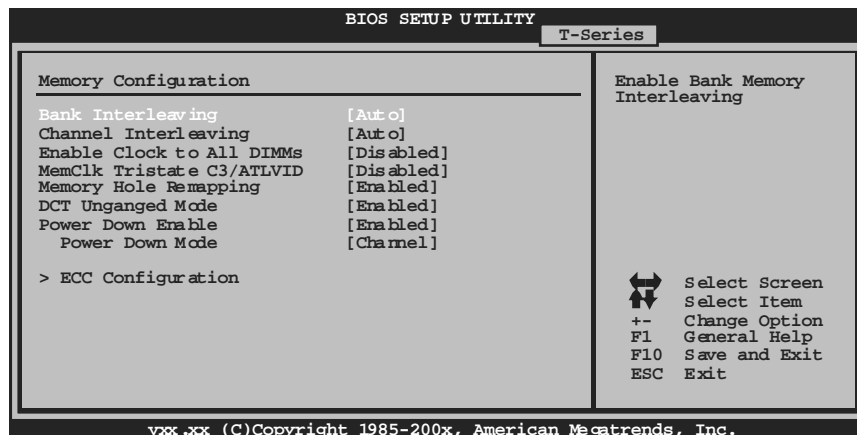 BIOS SETUP UTILITY
T-Series
Memory Configuration
Bank Interleaving [Auto]
Channel Interleaving [Auto]
Enable Clock to All DIMMs [Disabled]
MemClk Tristate C3/ATLVID [Disabled]
Memory Hole Remapping [Enabled]
DCT Unganged Mode [Enabled]
Power Down Enable [Enabled]
Power Down Mode [Channel]
> ECC Configuration
Enable Bank Memory
Interleaving
Select Screen
Select Item
+- Change Option
F1 General Help
F10 Save and Exit
ESC Exit
vxx.xx (C)Copyright 1985-200x, American Megatrends, Inc.